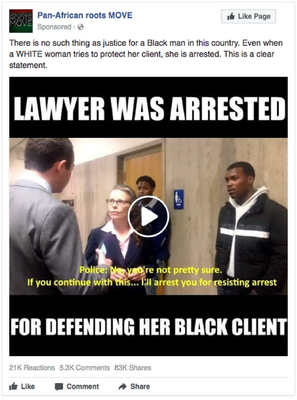 Pan-African roots MOVE
Sponsored ·
Like Page
There is no such thing as justice for a Black man in this country. Even when
a WHITE woman tries to protect her client, she is arrested. This is a clear
statement.
LAWYER WAS ARRESTED
Police: No, you're not pretty sure.
If you continue with this... I'll arrest you for resisting arrest
FOR DEFENDING HER BLACK CLIENT
21K Reactions 5.3K Comments 83K Shares
Like Comment Share